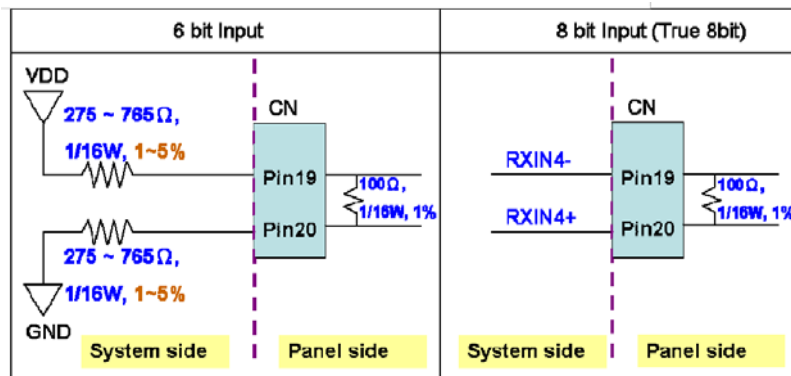 6 bit Input
8 bit Input (True 8bit)
VDD
275 ~ 765Ω,
1/16W, 1~5%
CN
Pin19
Pin20
100Ω,
1/16W, 1%
275 ~ 765Ω,
1/16W, 1~5%
GND
System side
Panel side
CN
RXIN4-
RXIN4+
Pin19
Pin20
100Ω,
1/16W, 1%
System side
Panel side